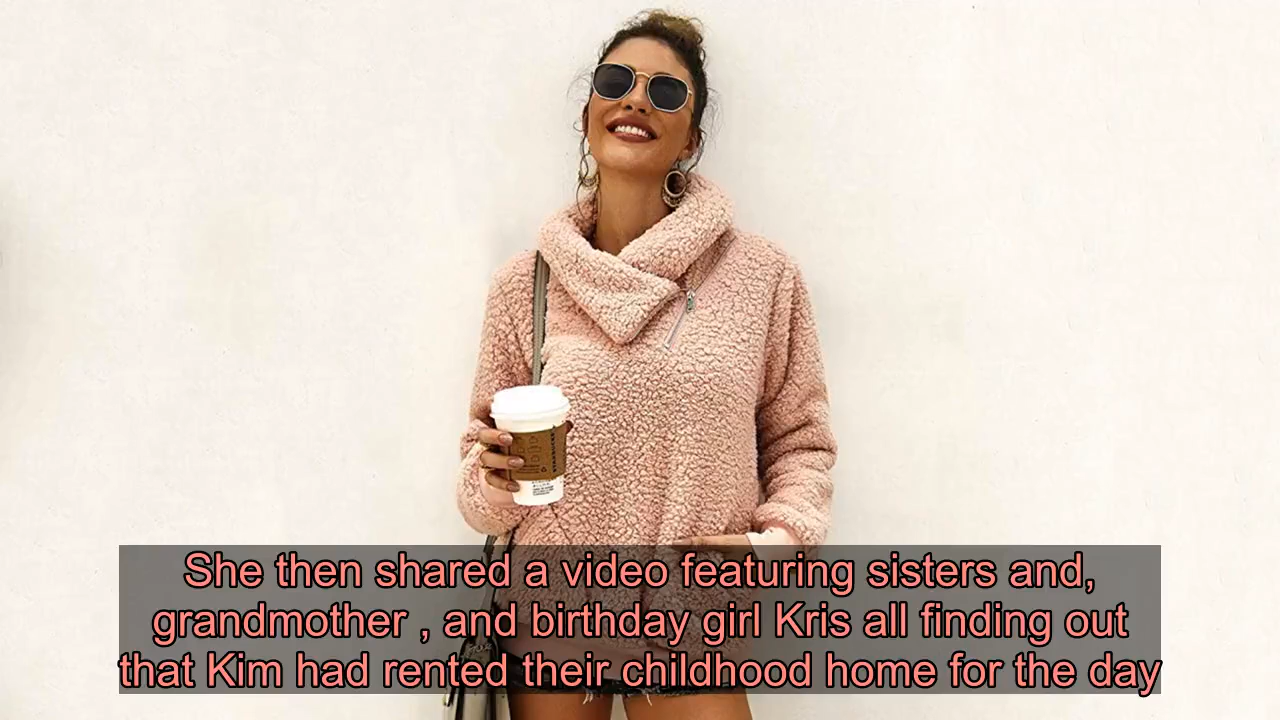 She then shared a video featuring sisters and,
grandmother , and birthday girl Kris all finding out
that Kim had rented their childhood home for the day